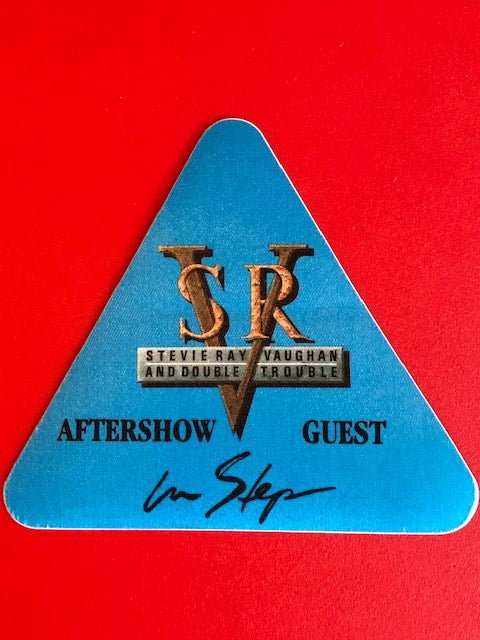 SRV
STEVIE RAY VAUGHAN
AND DOUBLE TROUBLE
AFTERSHOW GUEST
In Step